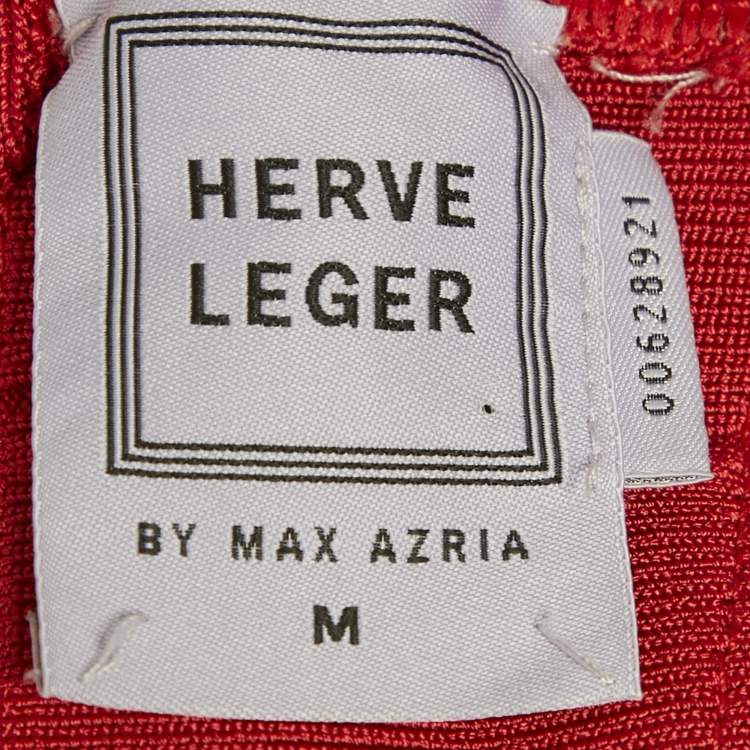 HERVE
LEGER
BY MAX AZRIA
M
00628921